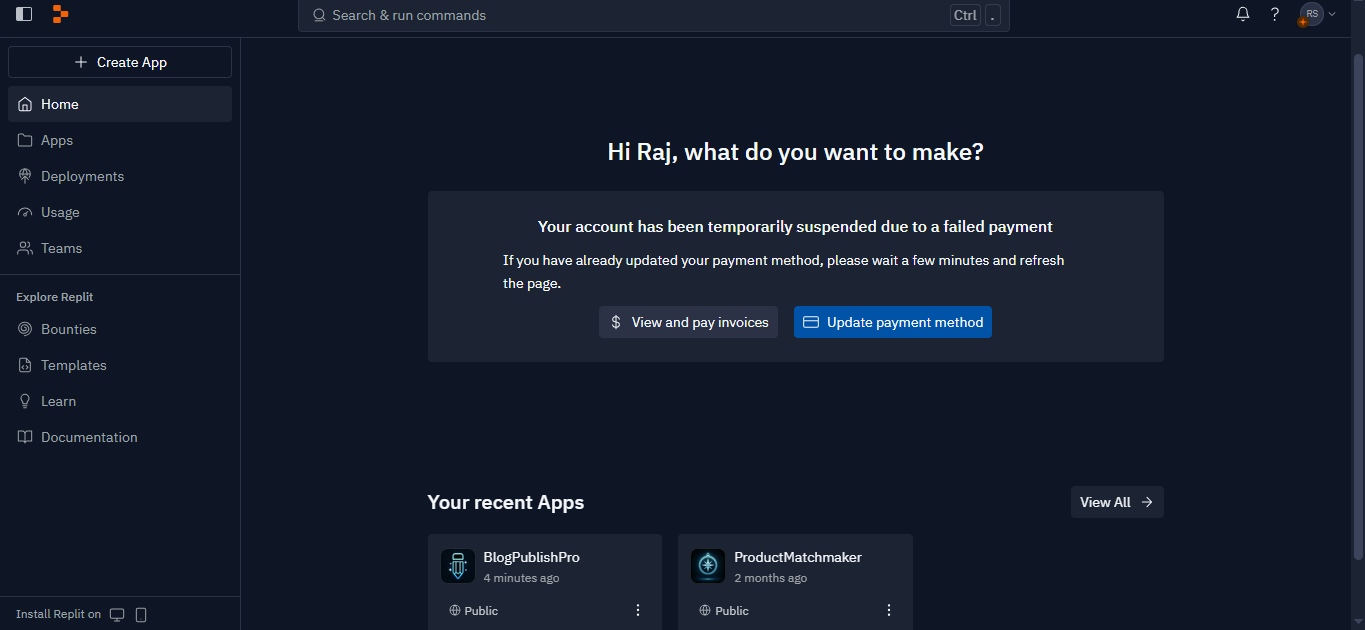 Search & run commands
Ctrl .
RS
Create App
Home
Apps
Deployments
Usage
Teams
Explore Replit
Bounties
Templates
Learn
Documentation
Install Replit on
Hi Raj, what do you want to make?
Your account has been temporarily suspended due to a failed payment
If you have already updated your payment method, please wait a few minutes and refresh
the page.
$ View and pay invoices
Update payment method
Your recent Apps
View All
BlogPublishPro
4 minutes ago
Public
ProductMatchmaker
2 months ago
Public